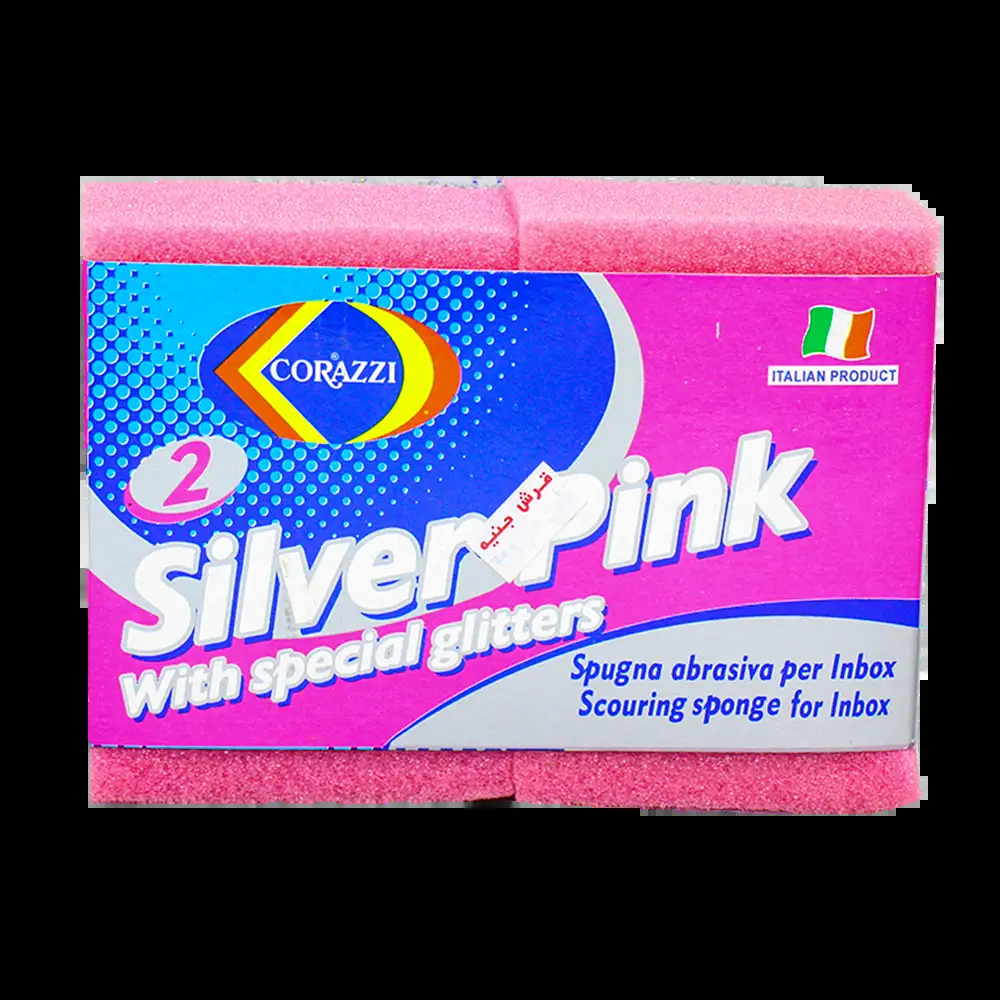 CORAZZI
ITALIAN PRODUCT
2
Silver Pink
قرش جنيه
With special glitters
Spugna abrasiva per Inbox
Scouring sponge for Inbox